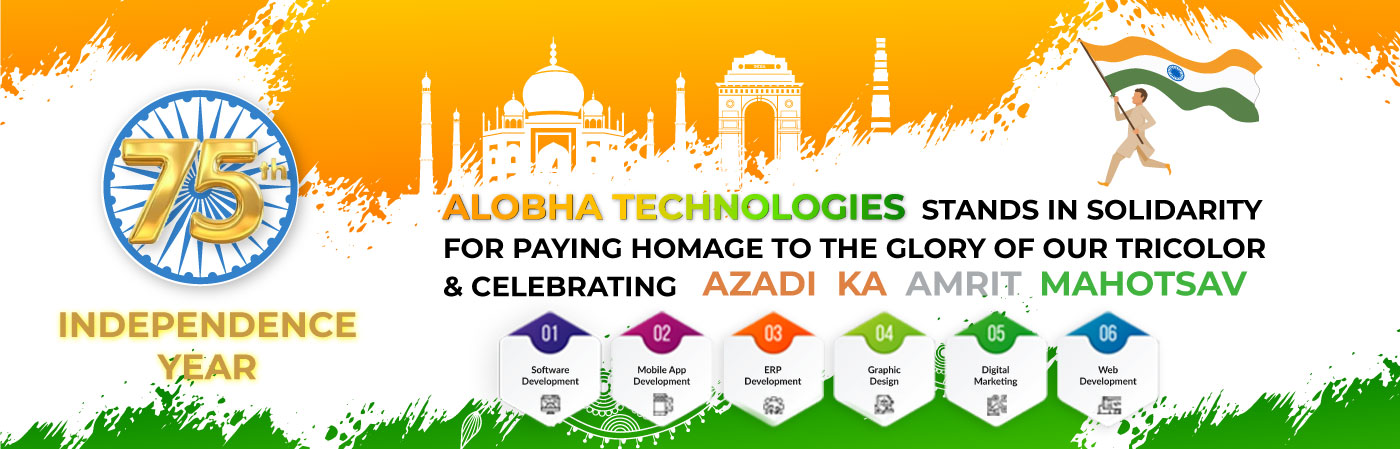 75th
INDEPENDENCE
YEAR
ALOBHA TECHNOLOGIES STANDS IN SOLIDARITY
FOR PAYING HOMAGE TO THE GLORY OF OUR TRICOLOR
& CELEBRATING AZADI KA AMRIT MAHOTSAV
01
Software
Development
02
Mobile App
Development
03
ERP
Development
04
Graphic
Design
05
Digital
Marketing
06
Web
Development